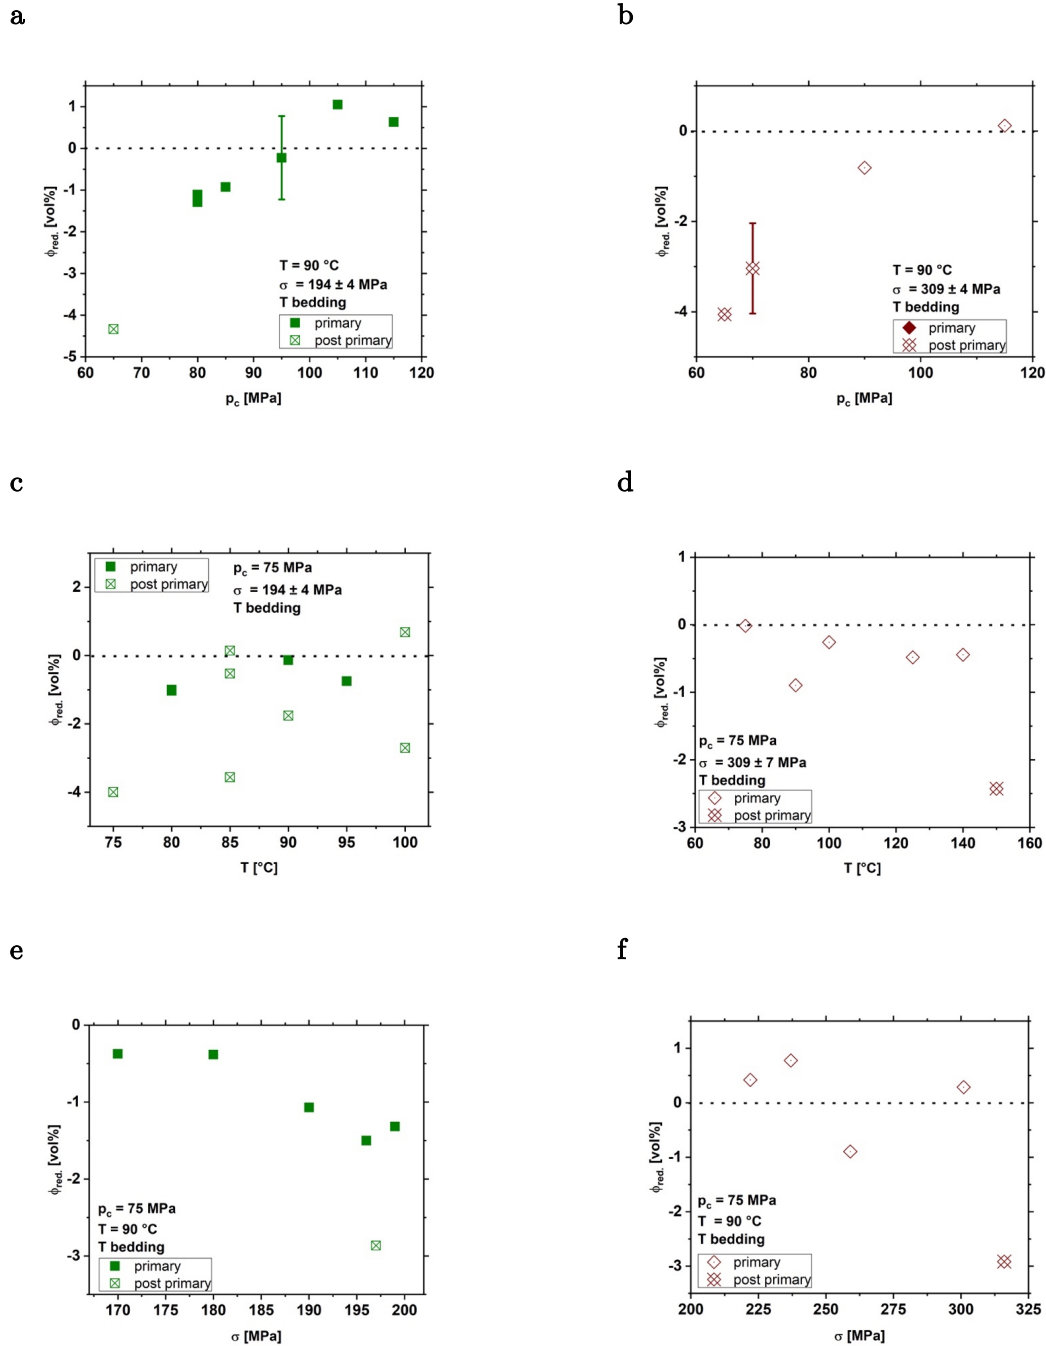 a
1
0
-1
-2
-3
-4
-5
ϕred. [vol%]
T = 90 °C
σ = 194 ± 4 MPa
T bedding
primary
post primary
60 70 80 90 100 110 120
pc [MPa]
b
0
-2
-4
ϕred. [vol%]
T = 90 °C
σ = 309 ± 4 MPa
T bedding
primary
post primary
60 80 100 120
pc [MPa]
c
2
0
-2
-4
ϕred. [vol%]
primary
post primary
pc = 75 MPa
σ = 194 ± 4 MPa
T bedding
75 80 85 90 95 100
T [°C]
d
1
0
-1
-2
-3
ϕred. [vol%]
pc = 75 MPa
σ = 309 ± 7 MPa
T bedding
primary
post primary
60 80 100 120 140 160
T [°C]
e
0
-1
-2
-3
ϕred. [vol%]
pc = 75 MPa
T = 90 °C
T bedding
primary
post primary
170 175 180 185 190 195 200
σ [MPa]
f
1
0
-1
-2
-3
ϕred. [vol%]
pc = 75 MPa
T = 90 °C
T bedding
primary
post primary
200 225 250 275 300 325
σ [MPa]